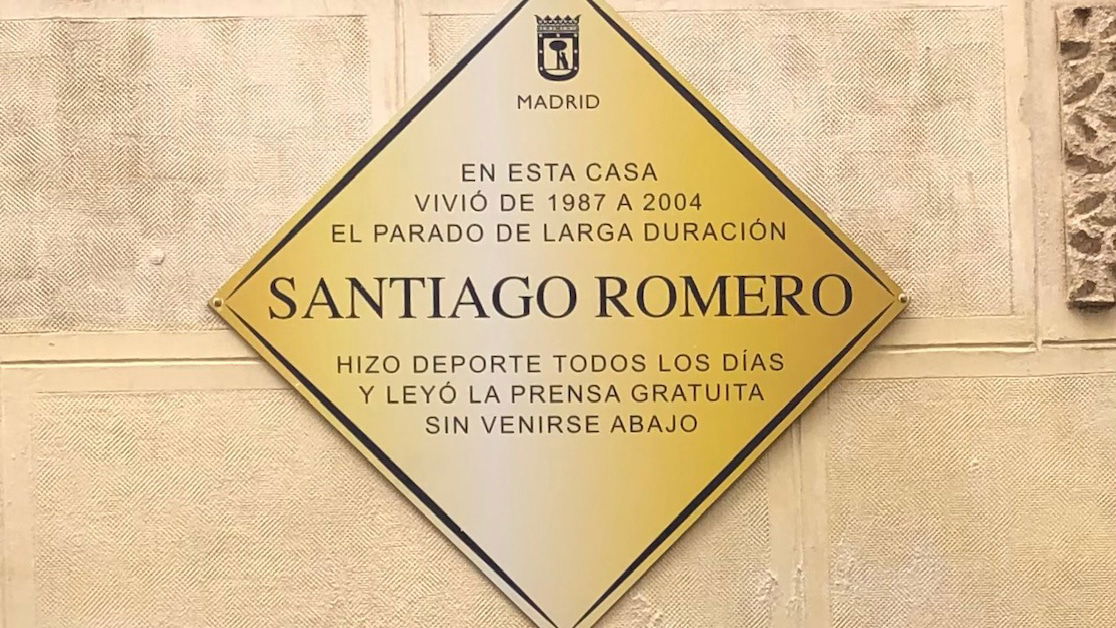 MADRID
EN ESTA CASA
VIVIÓ DE 1987 A 2004
EL PARADO DE LARGA DURACIÓN
SANTIAGO ROMERO
HIZO DEPORTE TODOS LOS DÍAS
Y LEYÓ LA PRENSA GRATUITA
SIN VENIRSE ABAJO